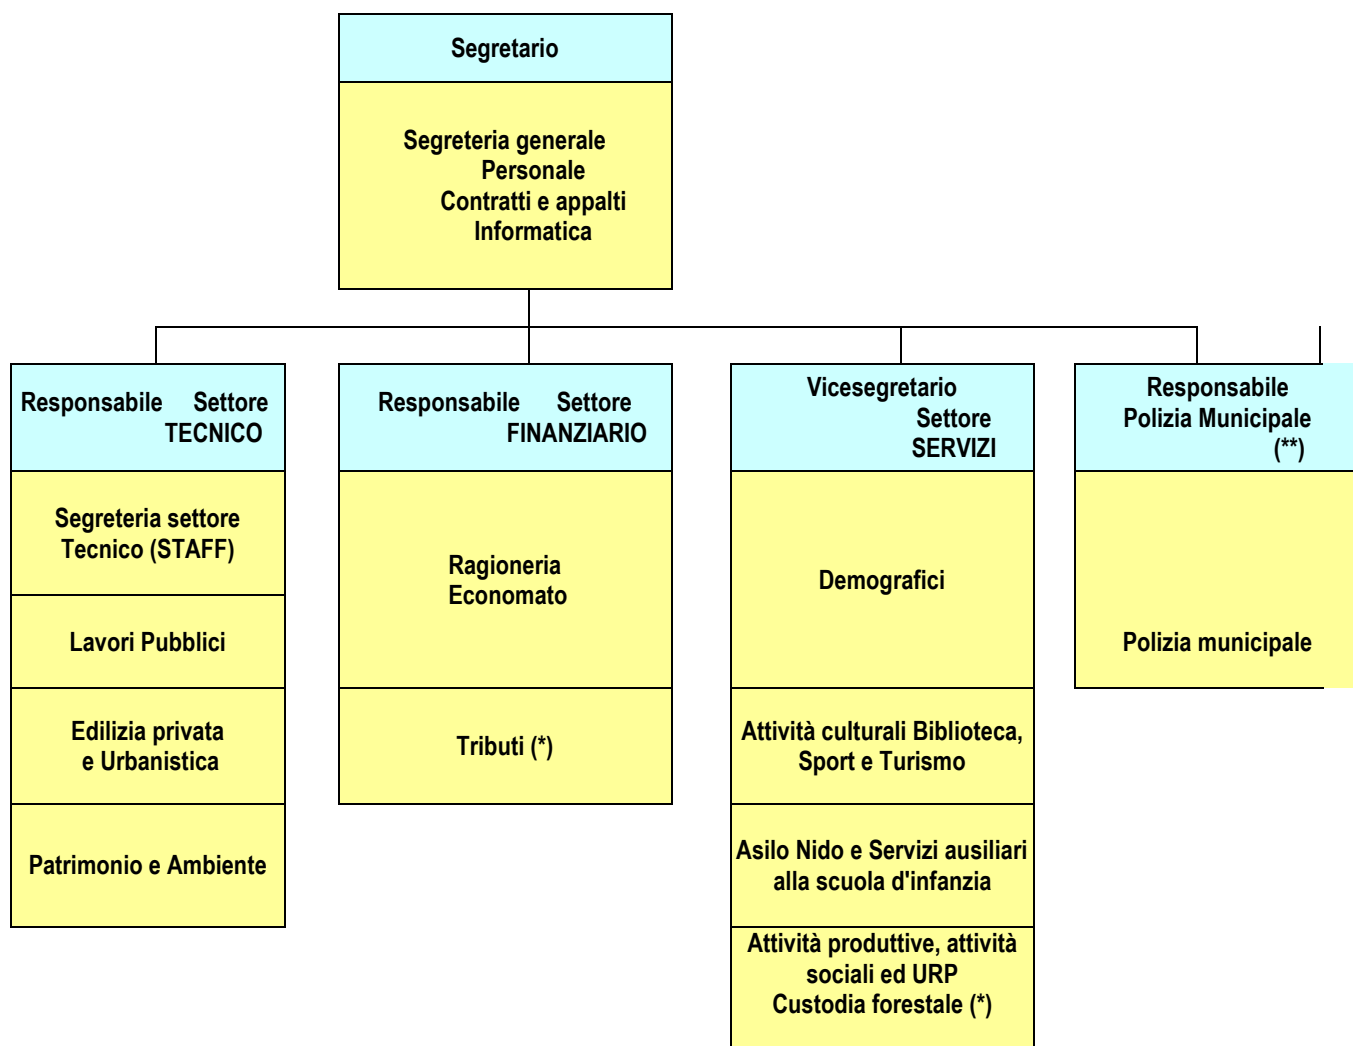 Segretario
Segreteria generale
Personale
Contratti e appalti
Informatica
Responsabile Settore
TECNICO
Segreteria settore
Tecnico (STAFF)
Lavori Pubblici
Edilizia privata
e Urbanistica
Patrimonio e Ambiente
Responsabile Settore
FINANZIARIO
Ragioneria
Economato
Tributi (*)
Vicesegretario
Settore
SERVIZI
Demografici
Attività culturali Biblioteca,
Sport e Turismo
Asilo Nido e Servizi ausiliari
alla scuola d'infanzia
Attività produttive, attività
sociali ed URP
Custodia forestale (*)
Responsabile
Polizia Municipale
(**)
Polizia municipale